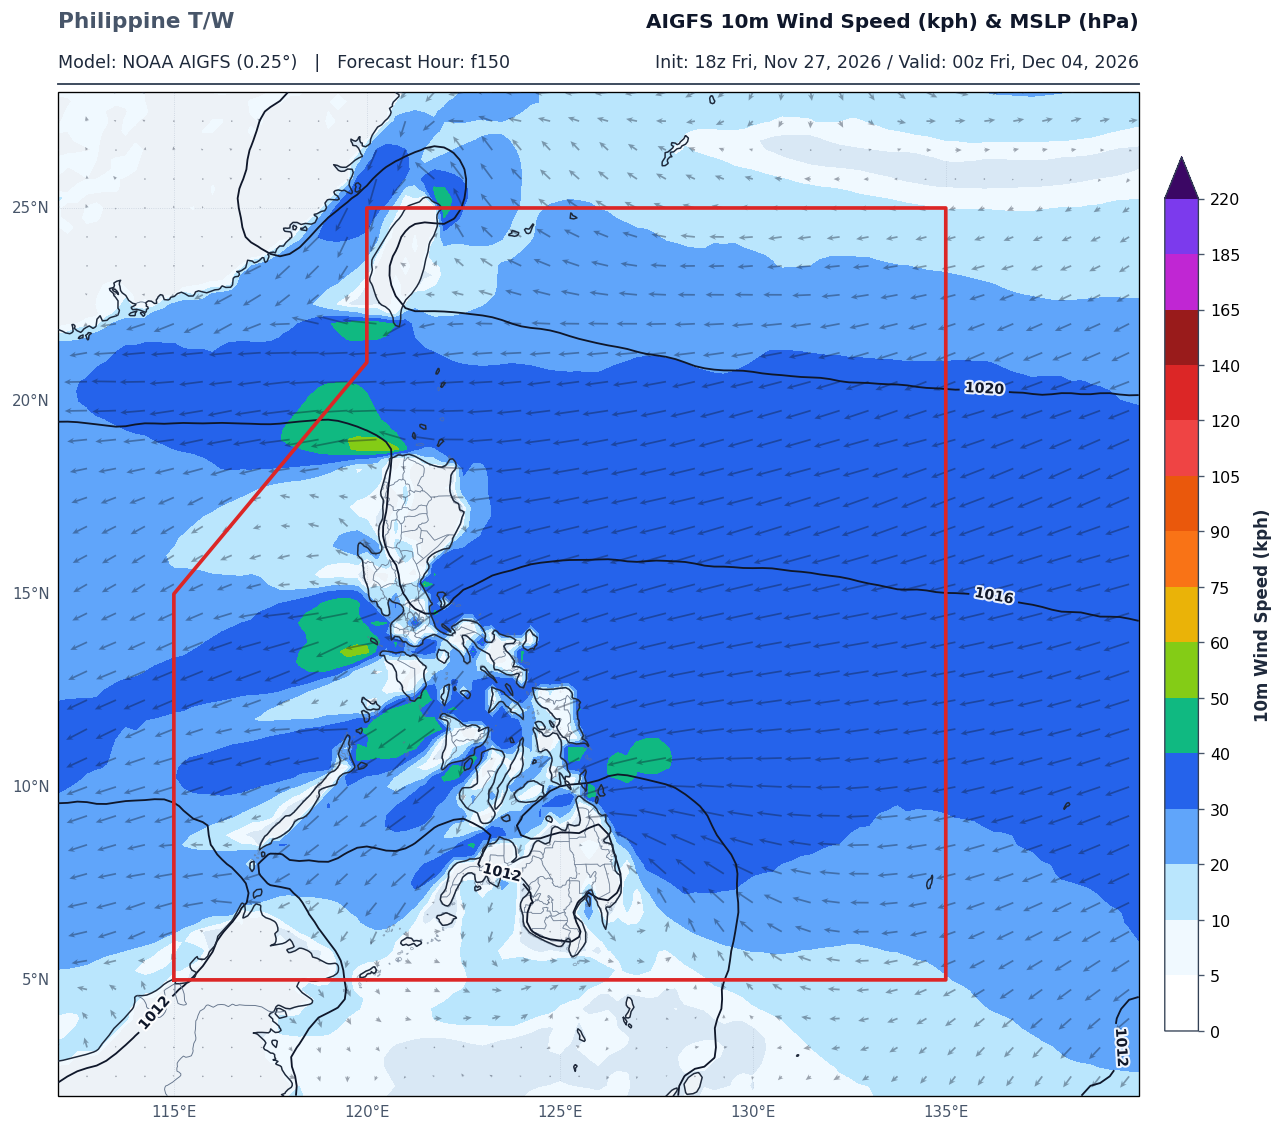 Philippine T/W
AIGFS 10m Wind Speed (kph) & MSLP (hPa)
Model: NOAA AIGFS (0.25°)   |   Forecast Hour: f150
Init: 18z Fri, Nov 27, 2026 / Valid: 00z Fri, Dec 04, 2026
25°N
20°N
15°N
10°N
5°N
115°E
120°E
125°E
130°E
135°E
1020
1016
1012
1012
1012
220
185
165
140
120
105
90
75
60
50
40
30
20
10
5
0
10m Wind Speed (kph)